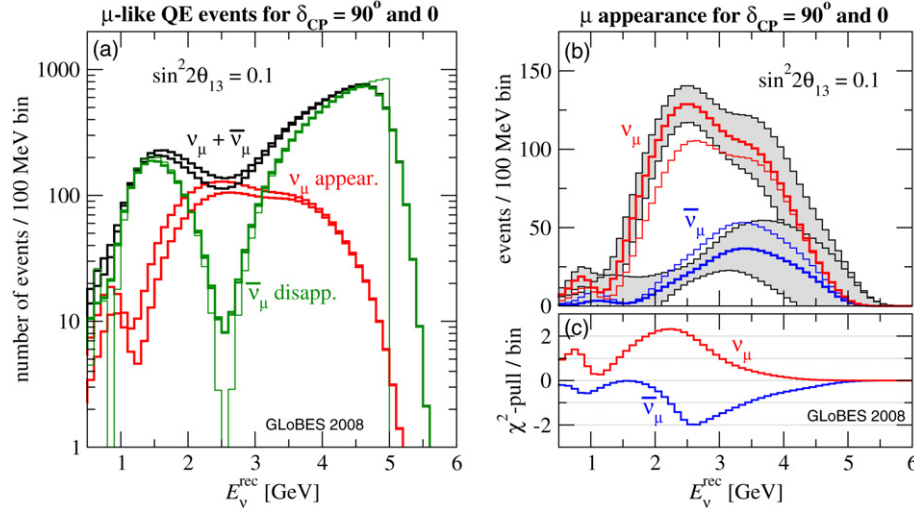 μ-like QE events for δCP = 90° and 0
(a)
sin²2θ13 = 0.1
νμ + ν̅μ
νμ appear.
ν̅μ disapp.
GLoBES 2008
number of events / 100 MeV bin
1000
100
10
1
1 2 3 4 5 6
Eνrec [GeV]
μ appearance for δCP = 90° and 0
(b)
sin²2θ13 = 0.1
νμ
ν̅μ
events / 100 MeV bin
150
125
100
75
50
25
0
(c)
νμ
ν̅μ
GLoBES 2008
χ²-pull / bin
2
0
-2
1 2 3 4 5 6
Eνrec [GeV]